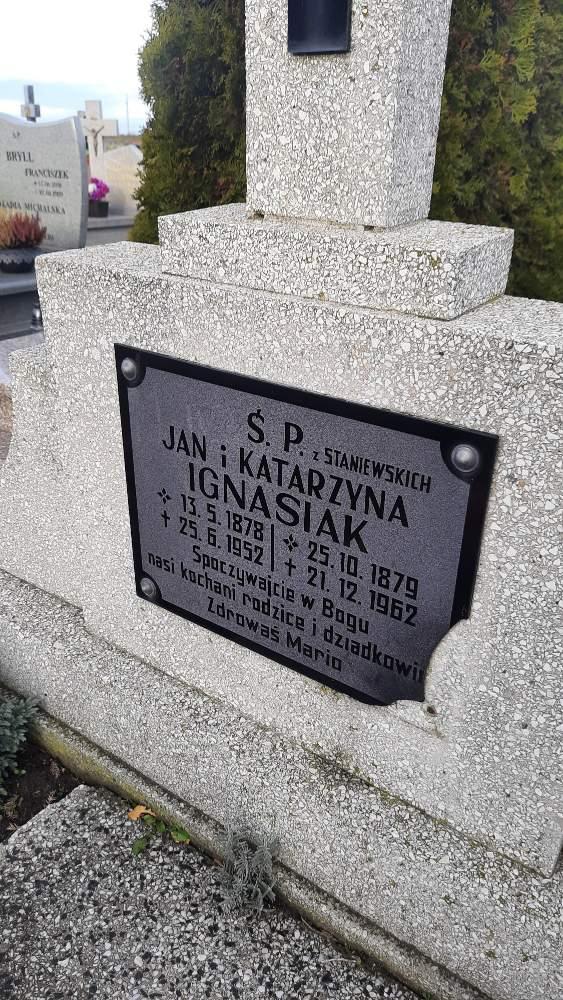 BRYLL
FRANCISZEK
MICHALSKA
Ś. P. z STANIEWSKICH
JAN i KATARZYNA
IGNASIAK
13. 5. 1878 25. 10. 1879
† 25. 6. 1952 † 21. 12. 1962
Spoczywajcie w Bogu
nasi kochani rodzice i dziadkowie
Zdrowaś Mario